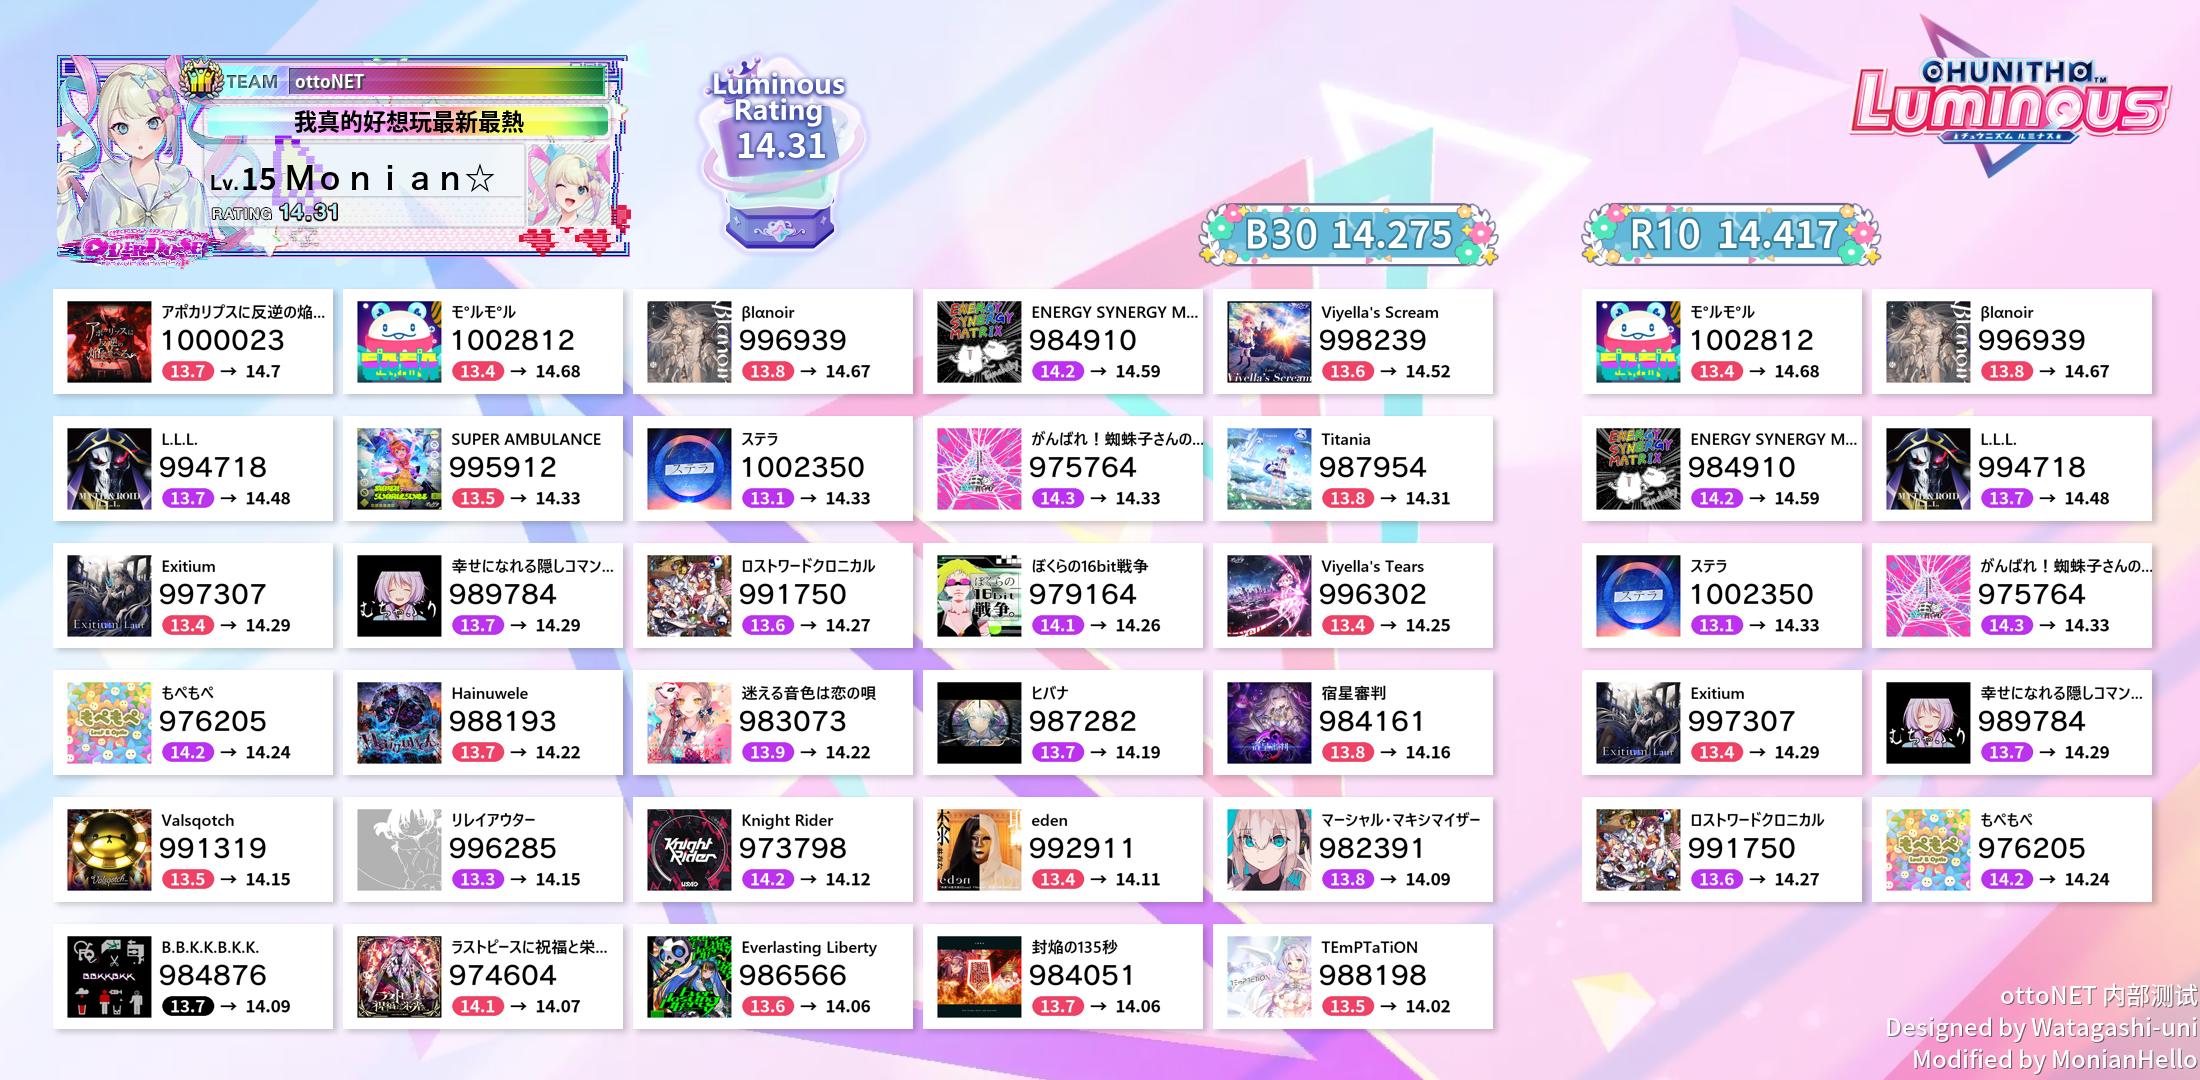 TEAM ottoNET
我真的好想玩最新最熱
Lv.15 Ｍｏｎｉａｎ☆
RATING 14.31
OVERDOSE
Luminous
Rating
14.31
CHUNITHM™
LUMINOUS
チュウニズム ルミナス
B30 14.275
R10 14.417
アポカリプスに反逆の焔...
1000023
13.7 → 14.7
モ°ルモ°ル
1002812
13.4 → 14.68
βlαnoir
996939
13.8 → 14.67
ENERGY SYNERGY M...
984910
14.2 → 14.59
Viyella's Scream
998239
13.6 → 14.52
L.L.L.
994718
13.7 → 14.48
SUPER AMBULANCE
995912
13.5 → 14.33
ステラ
1002350
13.1 → 14.33
がんばれ！蜘蛛子さんの...
975764
14.3 → 14.33
Titania
987954
13.8 → 14.31
Exitium
997307
13.4 → 14.29
幸せになれる隠しコマン...
989784
13.7 → 14.29
ロストワードクロニカル
991750
13.6 → 14.27
ぼくらの16bit戦争
979164
14.1 → 14.26
Viyella's Tears
996302
13.4 → 14.25
もぺもぺ
976205
14.2 → 14.24
Hainuwele
988193
13.7 → 14.22
迷える音色は恋の唄
983073
13.9 → 14.22
ヒバナ
987282
13.7 → 14.19
宿星審判
984161
13.8 → 14.16
Valsqotch
991319
13.5 → 14.15
リレイアウター
996285
13.3 → 14.15
Knight Rider
973798
14.2 → 14.12
eden
992911
13.4 → 14.11
マーシャル・マキシマイザー
982391
13.8 → 14.09
B.B.K.K.B.K.K.
984876
13.7 → 14.09
ラストピースに祝福と栄...
974604
14.1 → 14.07
Everlasting Liberty
986566
13.6 → 14.06
封焔の135秒
984051
13.7 → 14.06
TEmPTaTiON
988198
13.5 → 14.02
モ°ルモ°ル
1002812
13.4 → 14.68
βlαnoir
996939
13.8 → 14.67
ENERGY SYNERGY M...
984910
14.2 → 14.59
L.L.L.
994718
13.7 → 14.48
ステラ
1002350
13.1 → 14.33
がんばれ！蜘蛛子さんの...
975764
14.3 → 14.33
Exitium
997307
13.4 → 14.29
幸せになれる隠しコマン...
989784
13.7 → 14.29
ロストワードクロニカル
991750
13.6 → 14.27
もぺもぺ
976205
14.2 → 14.24
ottoNET 内部测试
Designed by Watagashi-uni
Modified by MonianHello